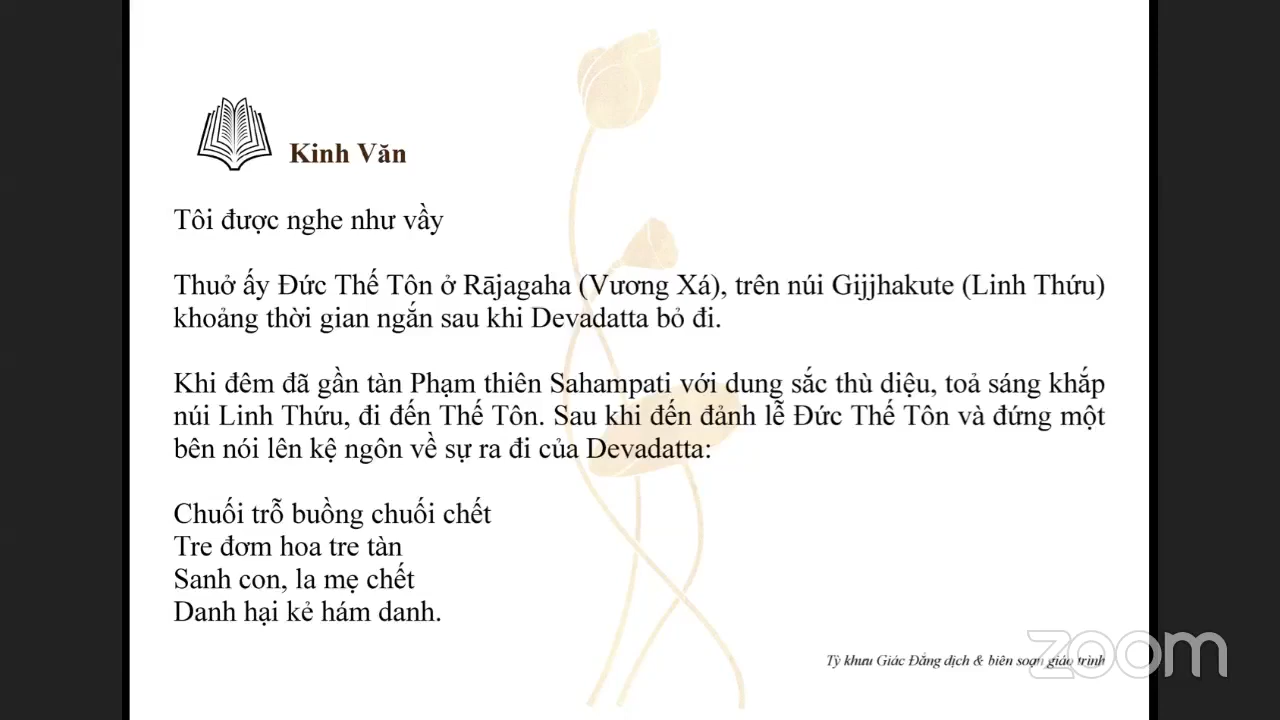 Kinh Văn
Tôi được nghe như vầy
Thuở ấy Đức Thế Tôn ở Rājagaha (Vương Xá), trên núi Gijjhakute (Linh Thứu)
khoảng thời gian ngắn sau khi Devadatta bỏ đi.
Khi đêm đã gần tàn Phạm thiên Sahampati với dung sắc thù diệu, toả sáng khắp
núi Linh Thứu, đi đến Thế Tôn. Sau khi đến đảnh lễ Đức Thế Tôn và đứng một
bên nói lên kệ ngôn về sự ra đi của Devadatta:
Chuối trỗ buồng chuối chết
Tre đơm hoa tre tàn
Sanh con, la mẹ chết
Danh hại kẻ hám danh.
Tỳ khưu Giác Đẳng dịch & biên soạn giáo trình
zoom